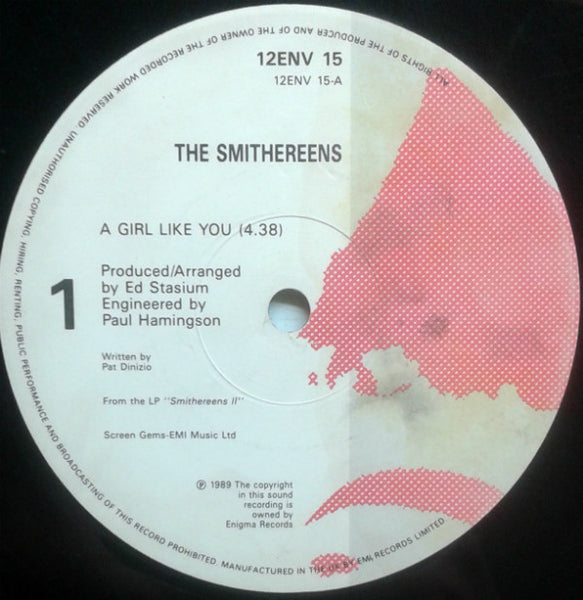 ALL RIGHTS OF THE PRODUCER AND OF THE OWNER OF THE RECORDED WORK RESERVED. UNAUTHORISED COPYING, HIRING, RENTING, PUBLIC PERFORMANCE AND BROADCASTING OF THIS RECORD PROHIBITED. MANUFACTURED IN THE UK BY EMI RECORDS LIMITED
12ENV 15
12ENV 15-A
THE SMITHEREENS
A GIRL LIKE YOU (4.38)
1
Produced/Arranged
by Ed Stasium
Engineered by
Paul Hamingson
Written by
Pat Dinizio
From the LP "Smithereens II"
Screen Gems-EMI Music Ltd
℗ 1989 The copyright
in this sound
recording is
owned by
Enigma Records